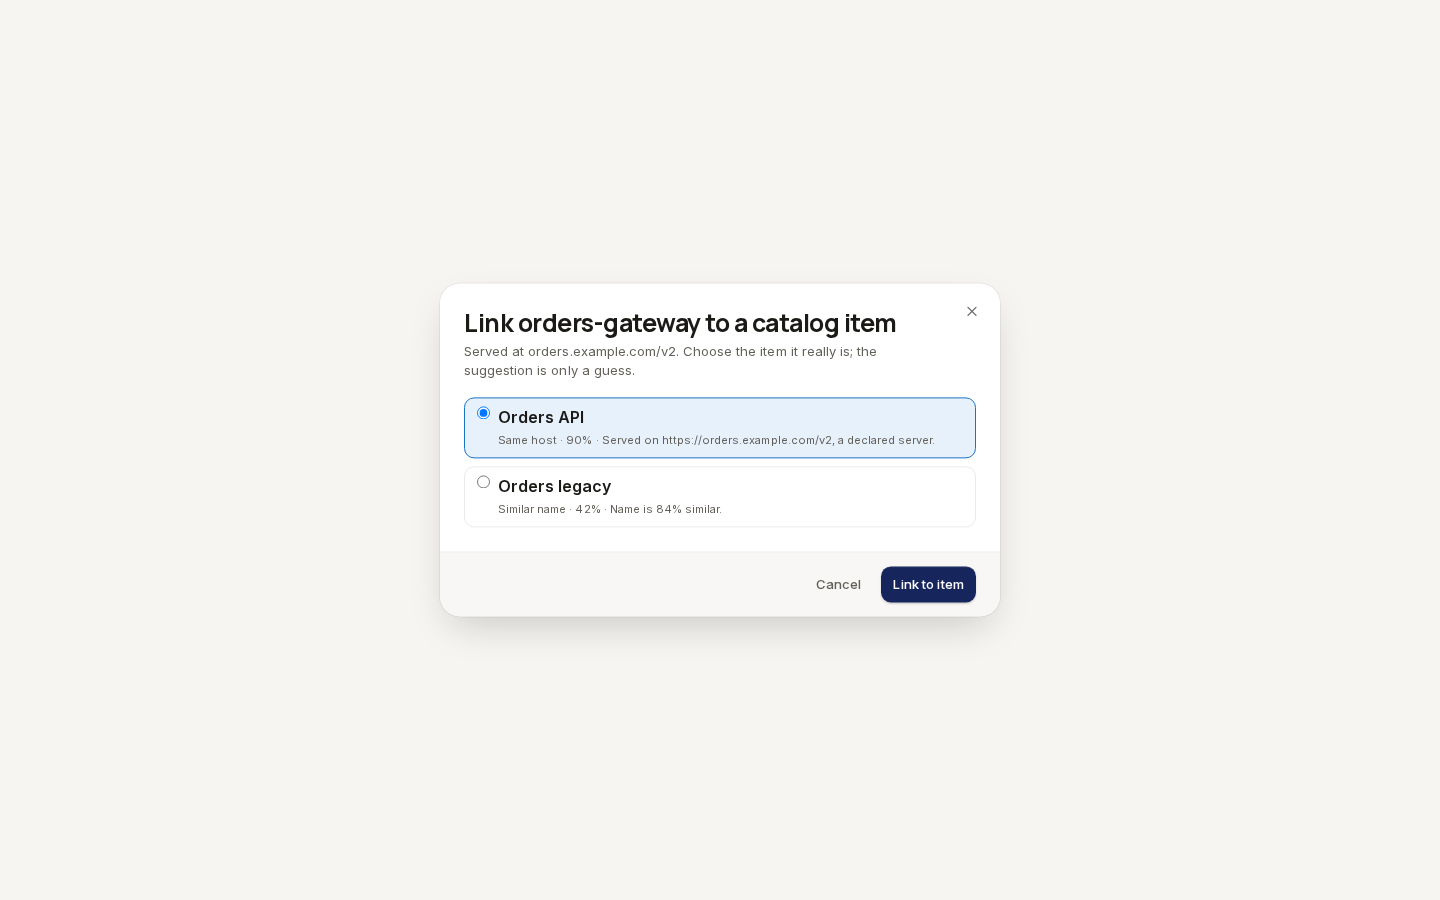 Link orders-gateway to a catalog item
Served at orders.example.com/v2. Choose the item it really is; the
suggestion is only a guess.
Orders API
Same host · 90% · Served on https://orders.example.com/v2, a declared server.
Orders legacy
Similar name · 42% · Name is 84% similar.
Cancel
Link to item